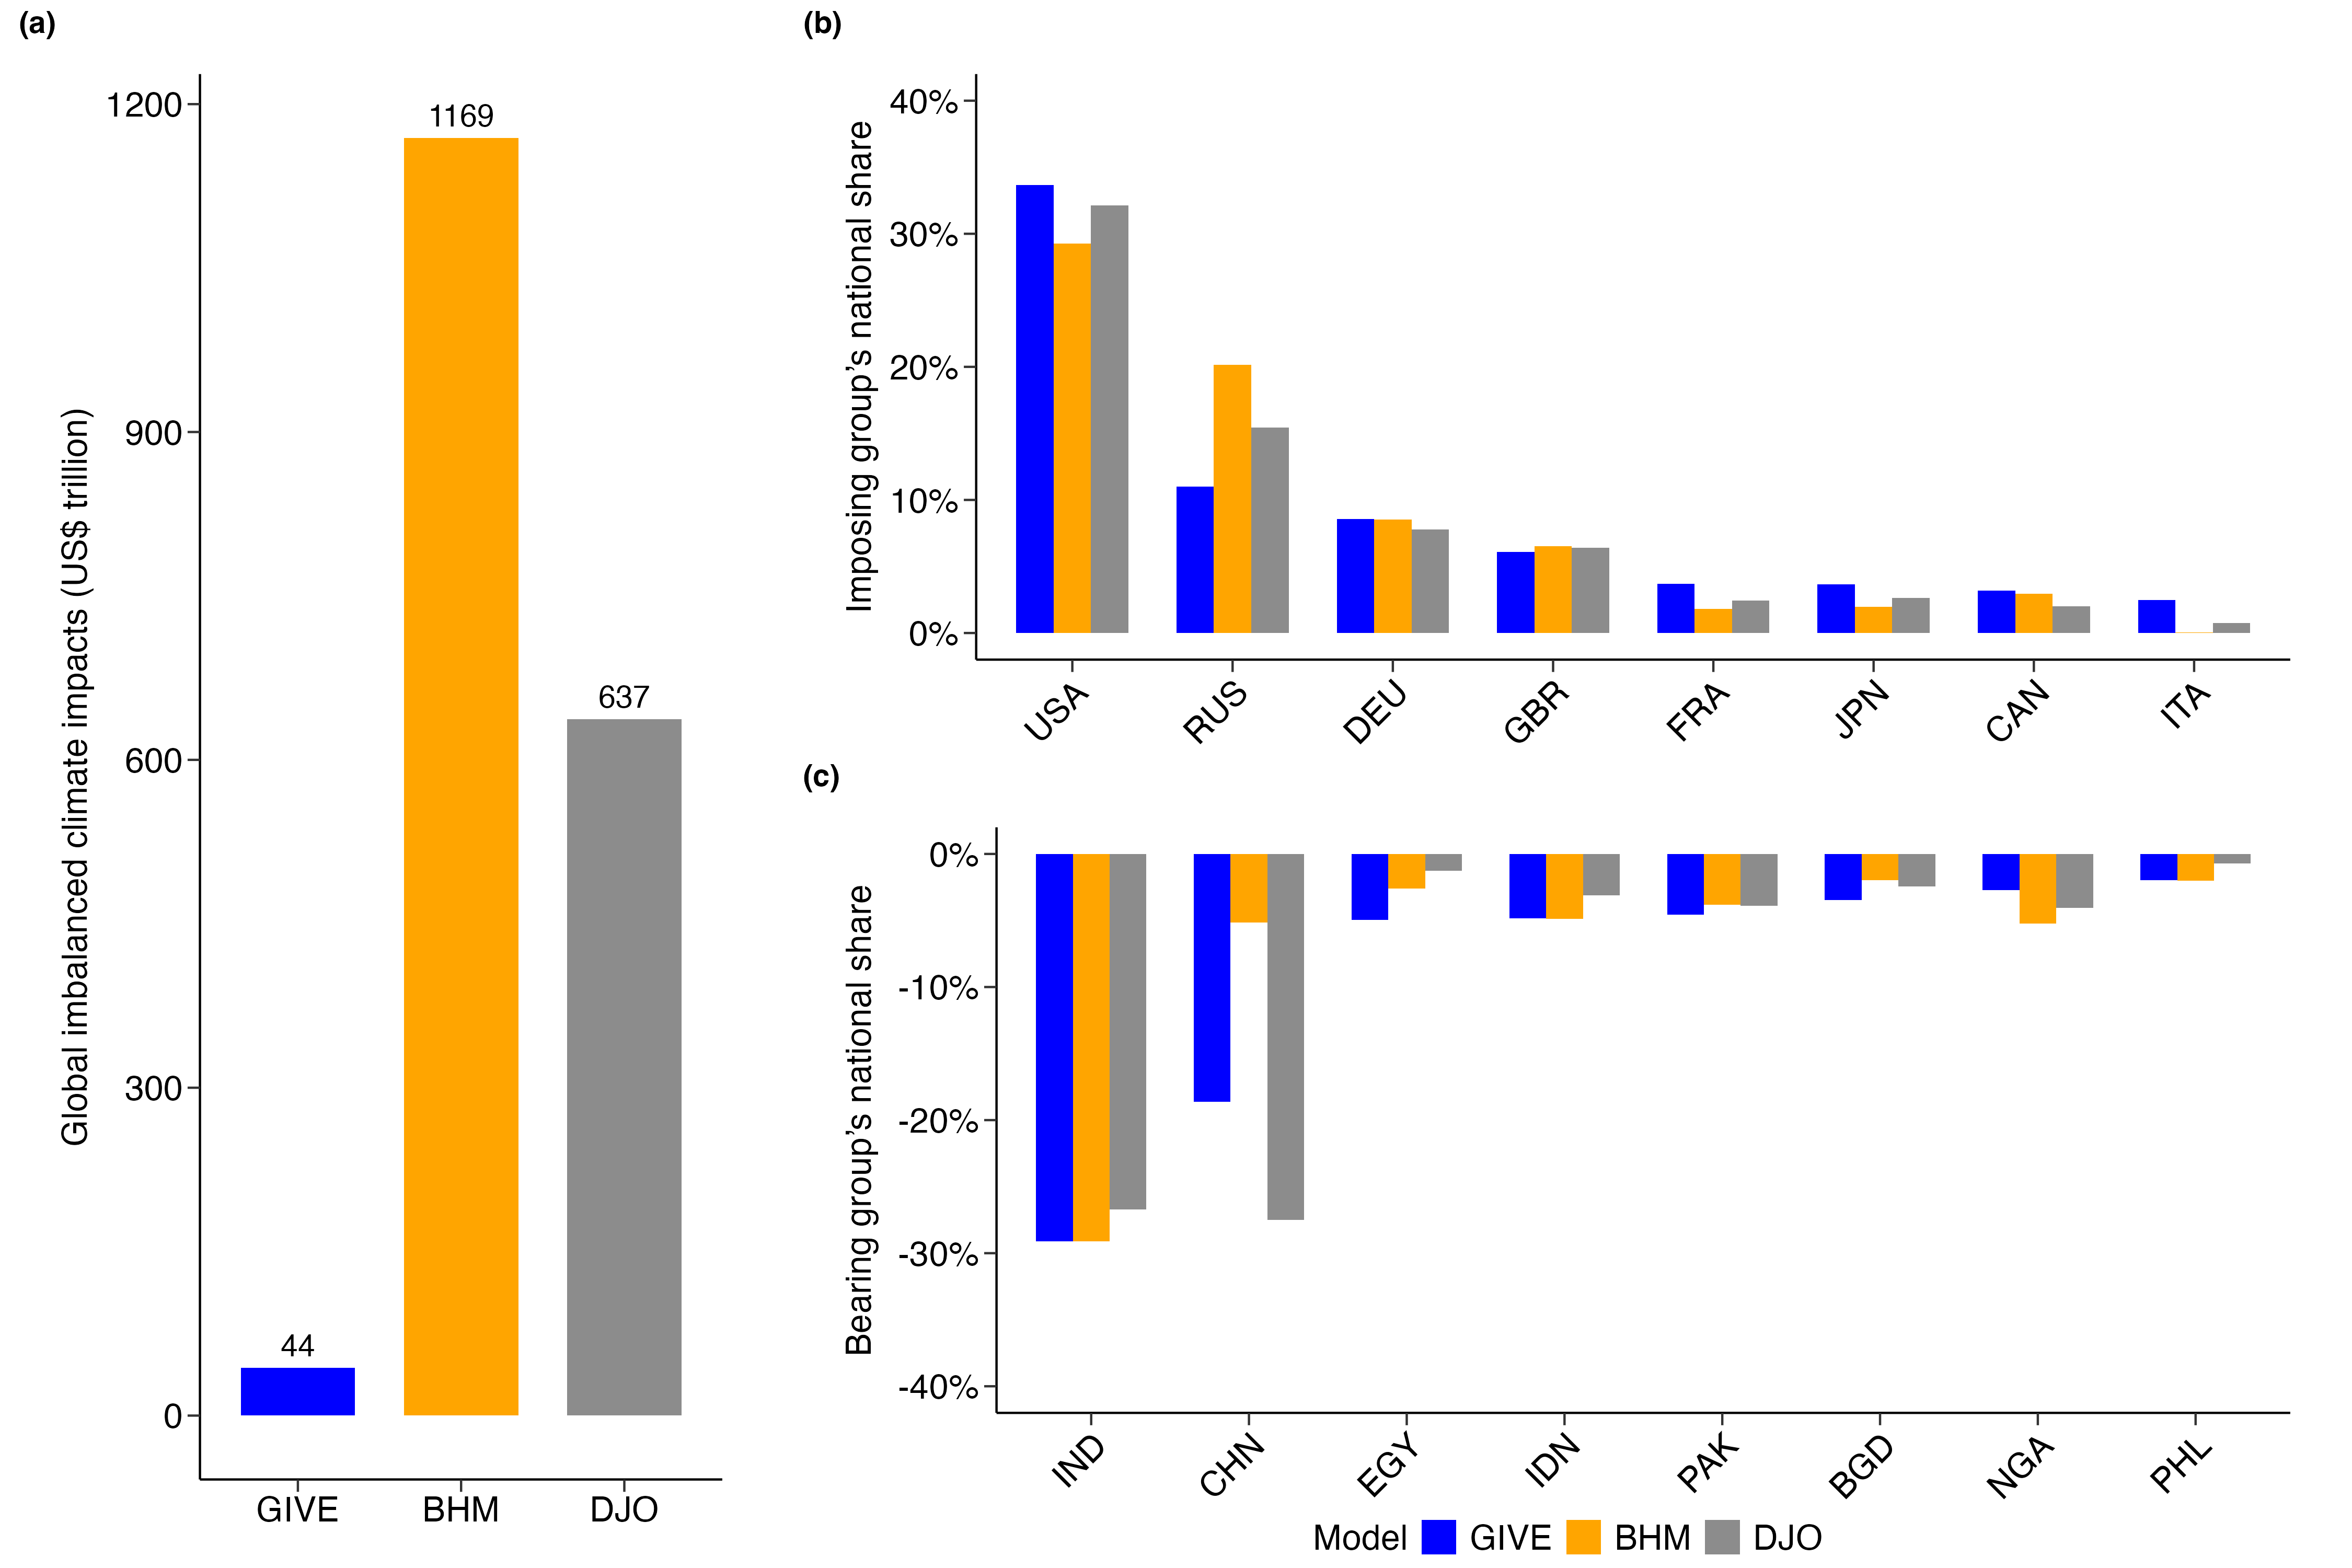 (a)
Global imbalanced climate impacts (US$ trillion)
1200
900
600
300
0
1169
637
44
GIVE BHM DJO
(b)
Imposing group's national share
40%
30%
20%
10%
0%
USA RUS DEU GBR FRA JPN CAN ITA
(c)
Bearing group's national share
0%
-10%
-20%
-30%
-40%
IND CHN EGY IDN PAK BGD NGA PHL
Model GIVE BHM DJO